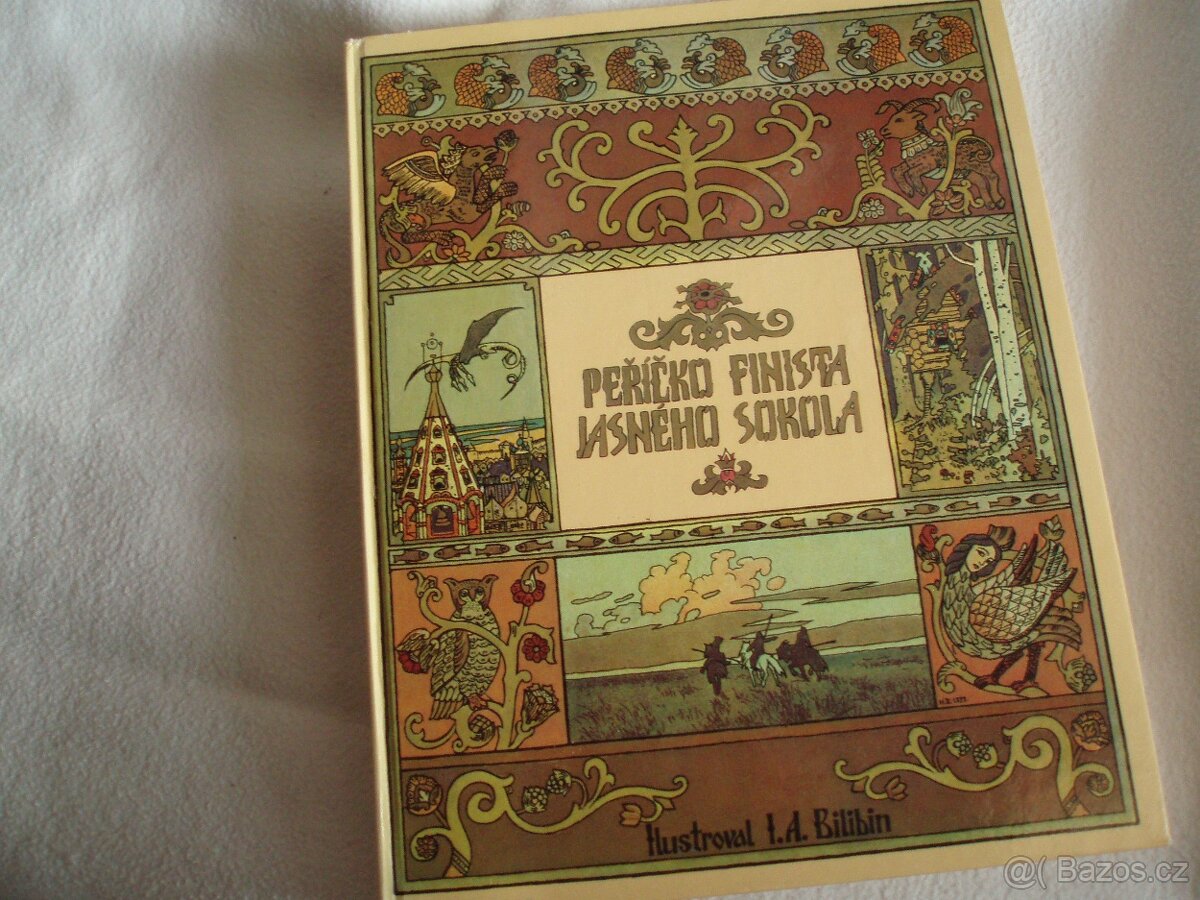 PEŘÍČKO FINISTA
JASNÉHO SOKOLA
Ilustroval I. A. Bilibin
@( Bazos.cz